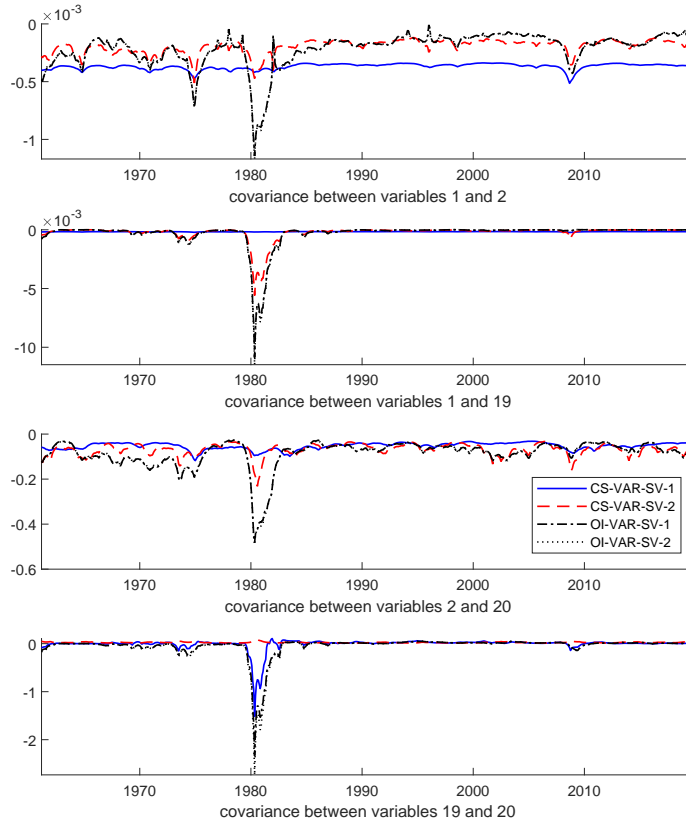 ×10⁻³
0
-0.5
-1
1970 1980 1990 2000 2010
covariance between variables 1 and 2
×10⁻³
0
-5
-10
1970 1980 1990 2000 2010
covariance between variables 1 and 19
0
-0.2
-0.4
-0.6
CS-VAR-SV-1
CS-VAR-SV-2
OI-VAR-SV-1
OI-VAR-SV-2
1970 1980 1990 2000 2010
covariance between variables 2 and 20
0
-1
-2
1970 1980 1990 2000 2010
covariance between variables 19 and 20